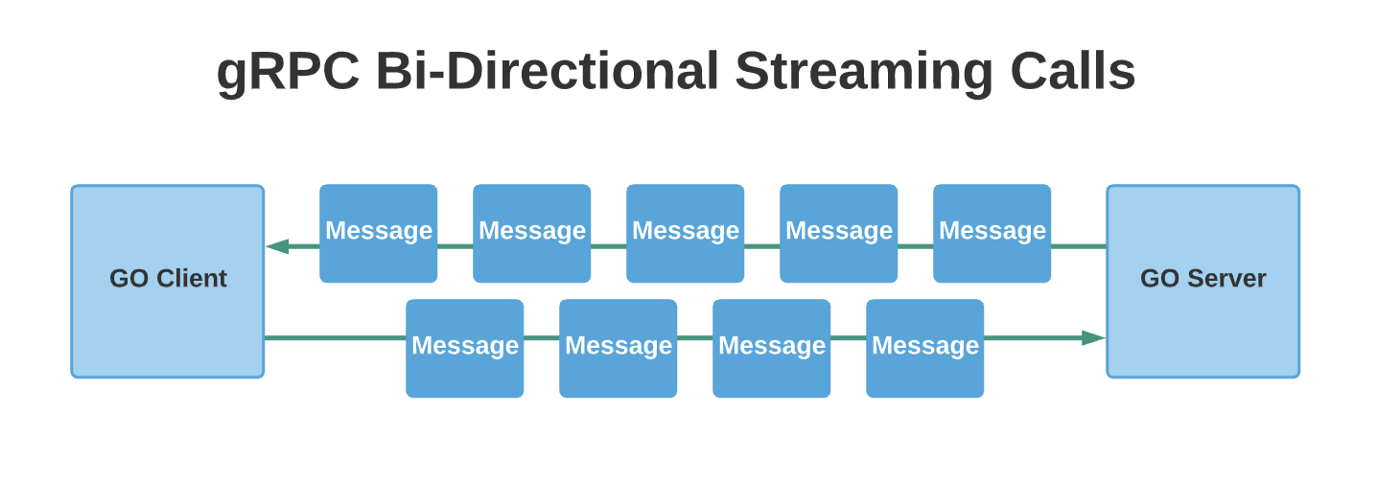 gRPC Bi-Directional Streaming Calls
GO Client
Message Message Message Message Message
GO Server
Message Message Message Message